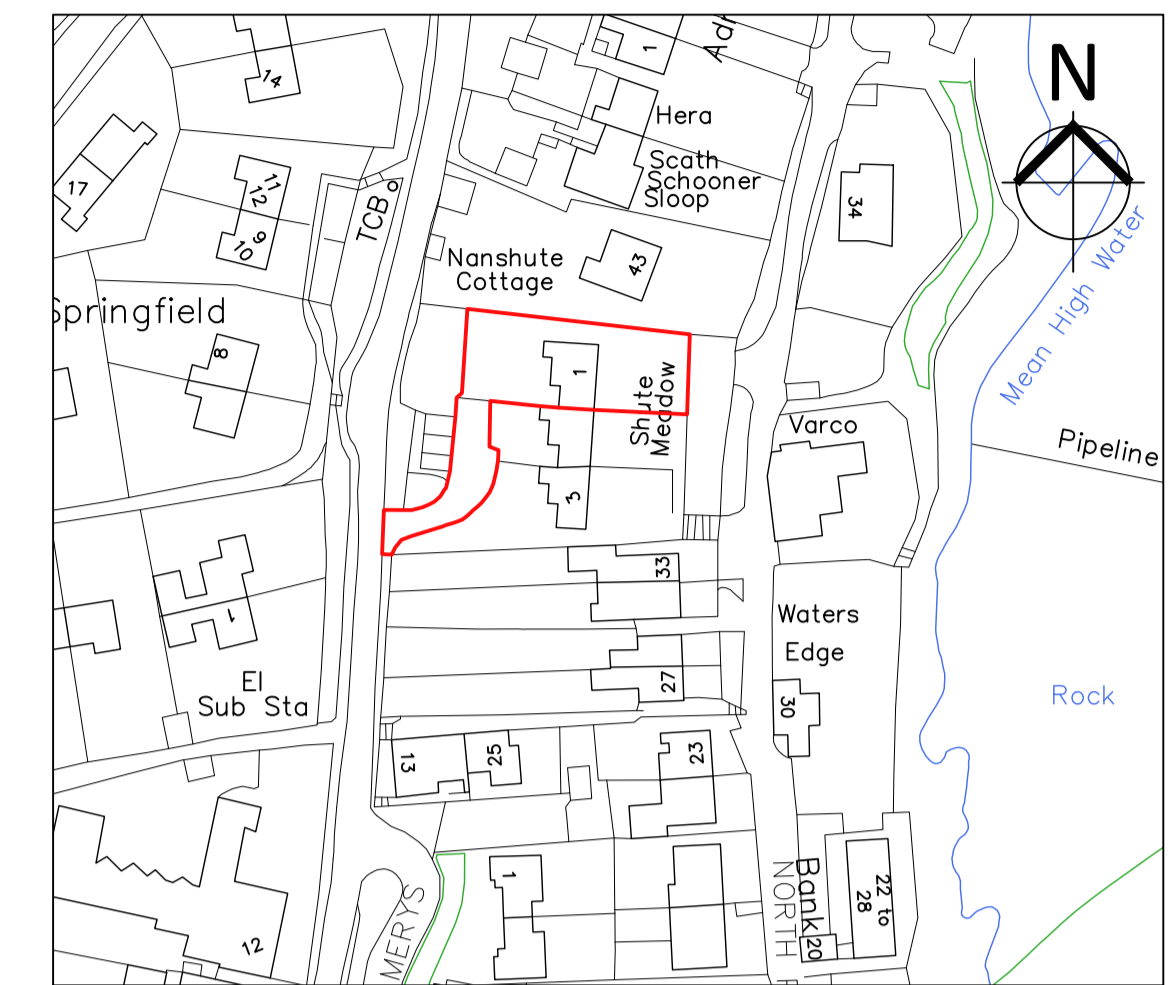 N
14
1
Adr
Hera
Scath
Schooner
Sloop
17
11
12
9
10
TCB
34
Nanshute
Cottage
43
Springfield
Mean High Water
8
1
Shute
Meadow
Varco
Pipeline
3
33
1
Waters
Edge
El
Sub Sta
27
30
Rock
13
25
23
1
MERYS
NORTH
Bank
20
22 to
28
12